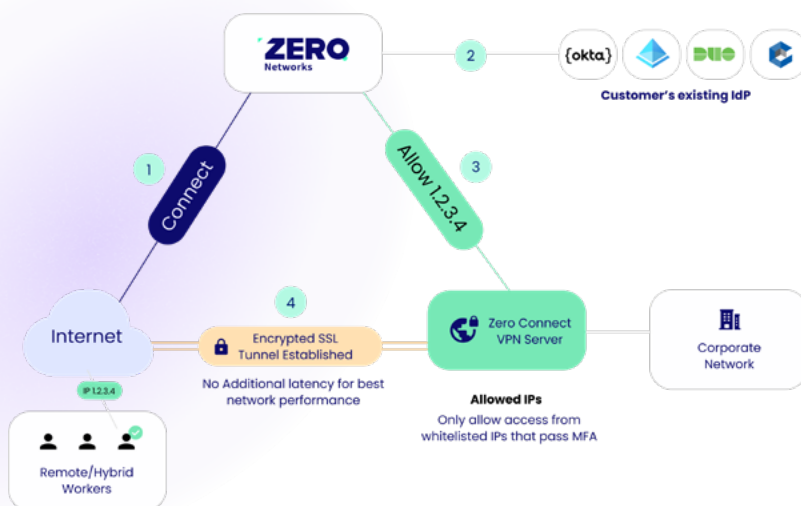 ZERO
Networks
2
{okta}
DUO
Customer's existing IdP
1
Connect
Allow 1.2.3.4
3
4
Internet
Encrypted SSL
Tunnel Established
Zero Connect
VPN Server
Corporate
Network
No Additional latency for best
network performance
IP 1.2.3.4
Allowed IPs
Only allow access from
whitelisted IPs that pass MFA
Remote/Hybrid
Workers